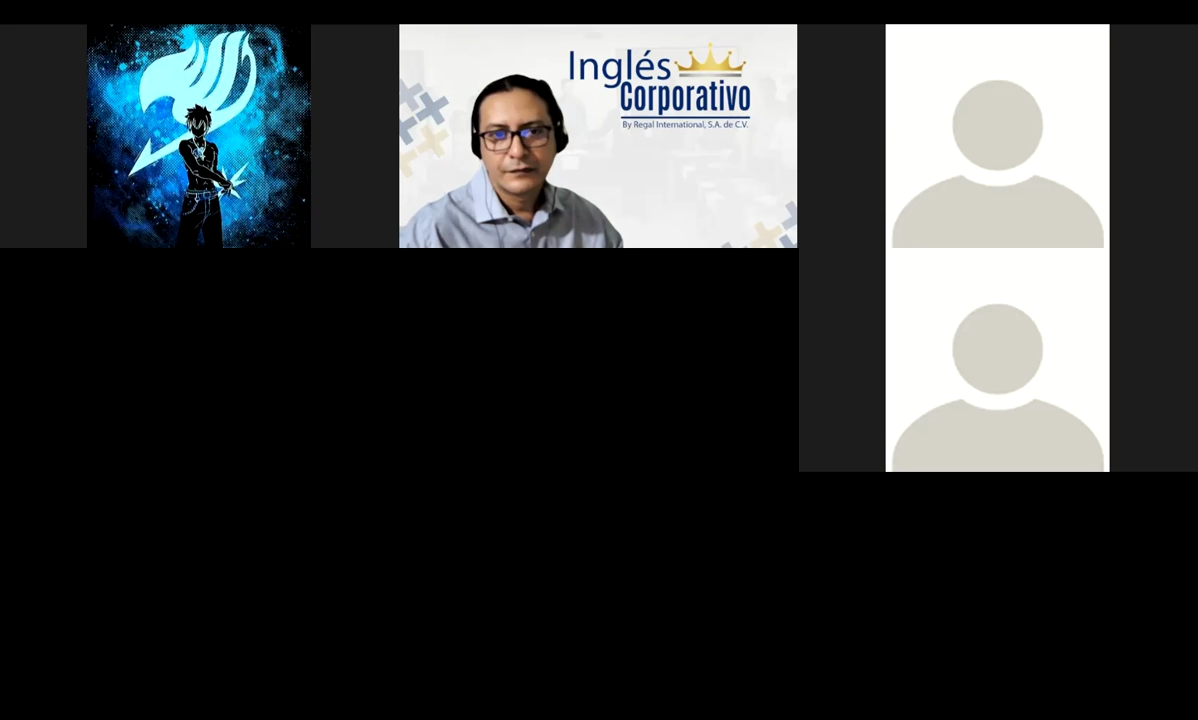 Inglés
Corporativo
By Regal International, S.A. de C.V.